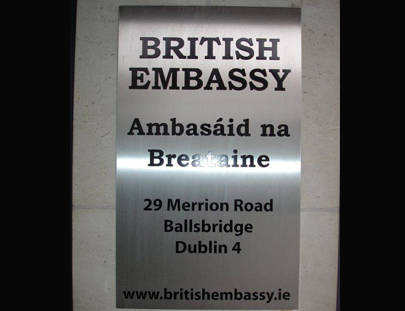 BRITISH
EMBASSY
Ambasáid na
Breataine
29 Merrion Road
Ballsbridge
Dublin 4
www.britishembassy.ie